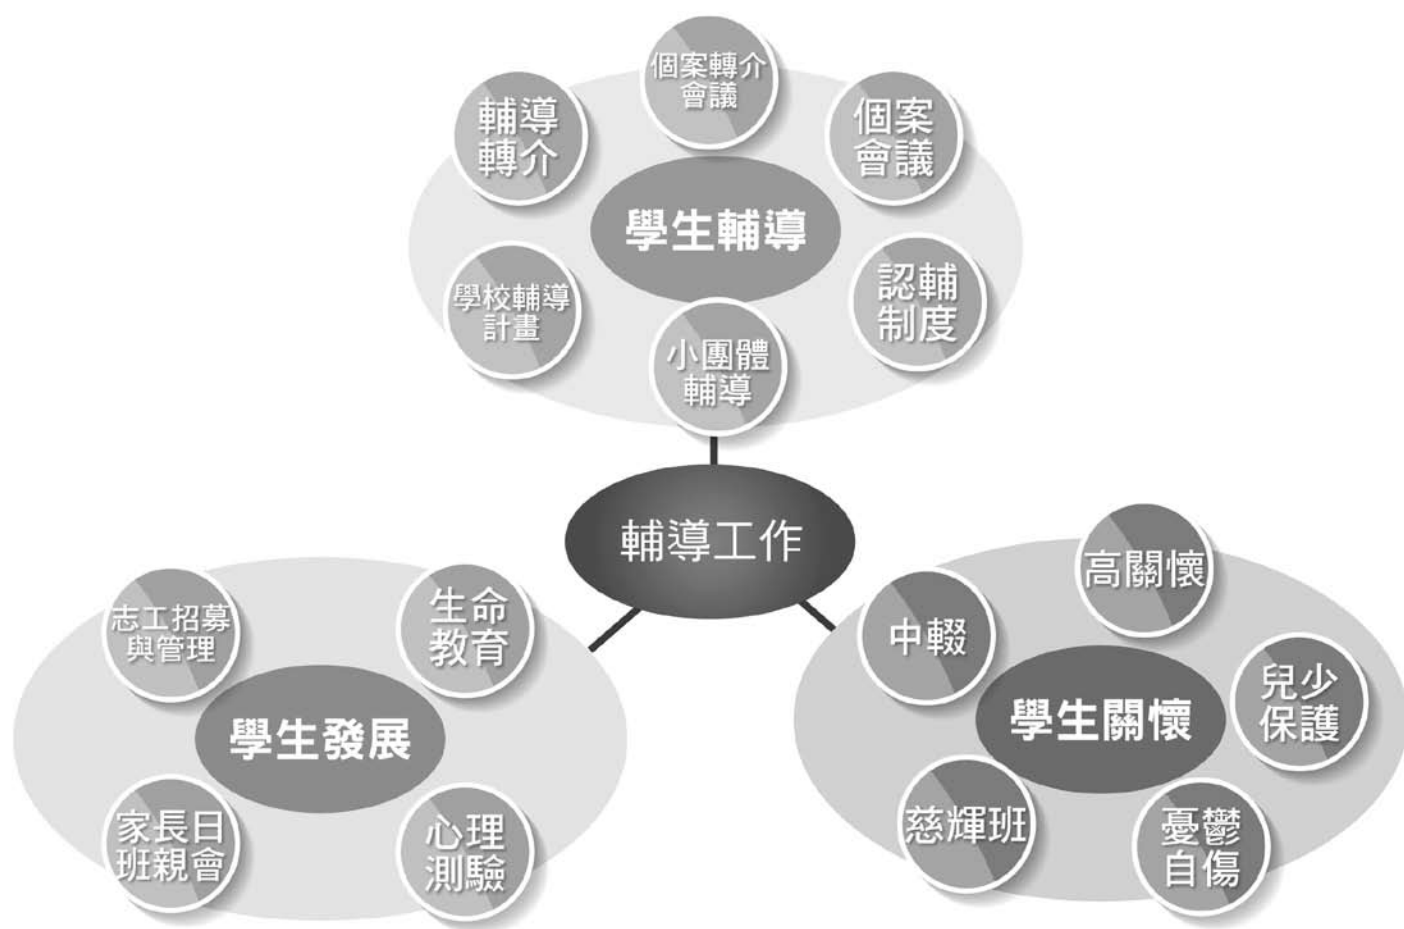 個案轉介
會議
輔導
轉介
個案
會議
學生輔導
學校輔導
計畫
認輔
制度
小團體
輔導
輔導工作
志工招募
與管理
生命
教育
學生發展
家長日
班親會
心理
測驗
高關懷
中輟
兒少
保護
學生關懷
慈輝班
憂鬱
自傷